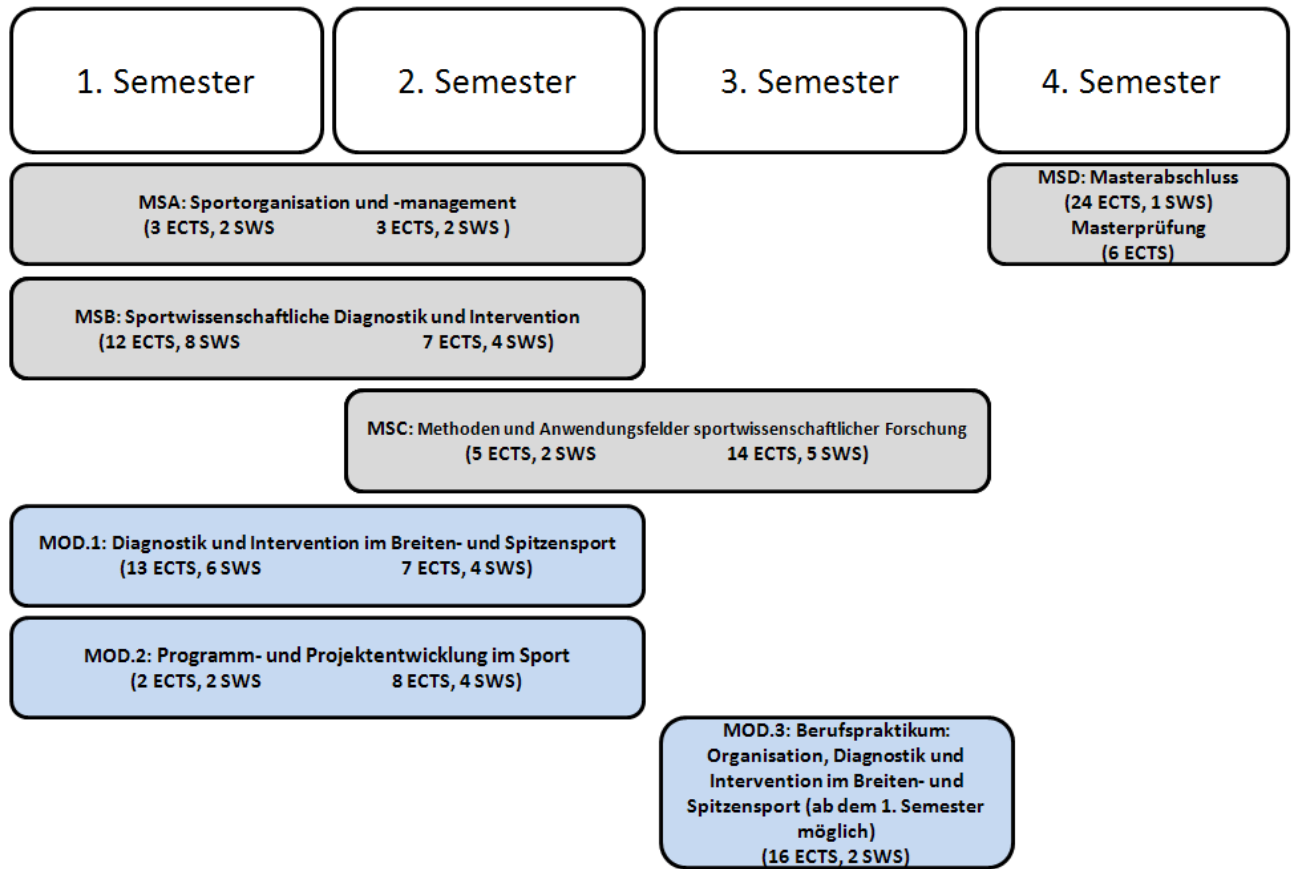 1. Semester
2. Semester
3. Semester
4. Semester
MSA: Sportorganisation und -management
(3 ECTS, 2 SWS 3 ECTS, 2 SWS )
MSD: Masterabschluss
(24 ECTS, 1 SWS)
Masterprüfung
(6 ECTS)
MSB: Sportwissenschaftliche Diagnostik und Intervention
(12 ECTS, 8 SWS 7 ECTS, 4 SWS)
MSC: Methoden und Anwendungsfelder sportwissenschaftlicher Forschung
(5 ECTS, 2 SWS 14 ECTS, 5 SWS)
MOD.1: Diagnostik und Intervention im Breiten- und Spitzensport
(13 ECTS, 6 SWS 7 ECTS, 4 SWS)
MOD.2: Programm- und Projektentwicklung im Sport
(2 ECTS, 2 SWS 8 ECTS, 4 SWS)
MOD.3: Berufspraktikum:
Organisation, Diagnostik und
Intervention im Breiten- und
Spitzensport (ab dem 1. Semester
möglich)
(16 ECTS, 2 SWS)